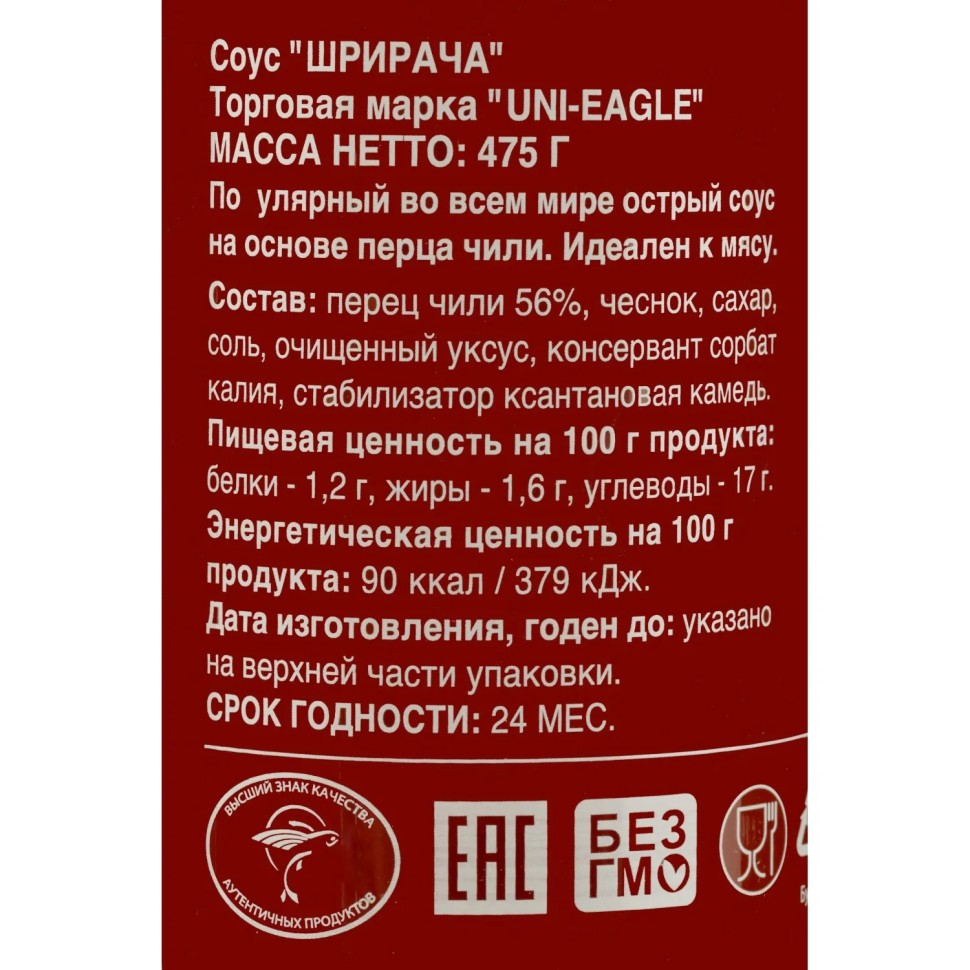 Соус "ШРИРАЧА"
Торговая марка "UNI-EAGLE"
МАССА НЕТТО: 475 Г
По улярный во всем мире острый соус
на основе перца чили. Идеален к мясу.
Состав: перец чили 56%, чеснок, сахар,
соль, очищенный уксус, консервант сорбат
калия, стабилизатор ксантановая камедь.
Пищевая ценность на 100 г продукта:
белки - 1,2 г, жиры - 1,6 г, углеводы - 17 г.
Энергетическая ценность на 100 г
продукта: 90 ккал / 379 кДж.
Дата изготовления, годен до: указано
на верхней части упаковки.
СРОК ГОДНОСТИ: 24 МЕС.
ВЫСШИЙ ЗНАК КАЧЕСТВА
АУТЕНТИЧНЫХ ПРОДУКТОВ
ЕАС
БЕЗ
ГМО